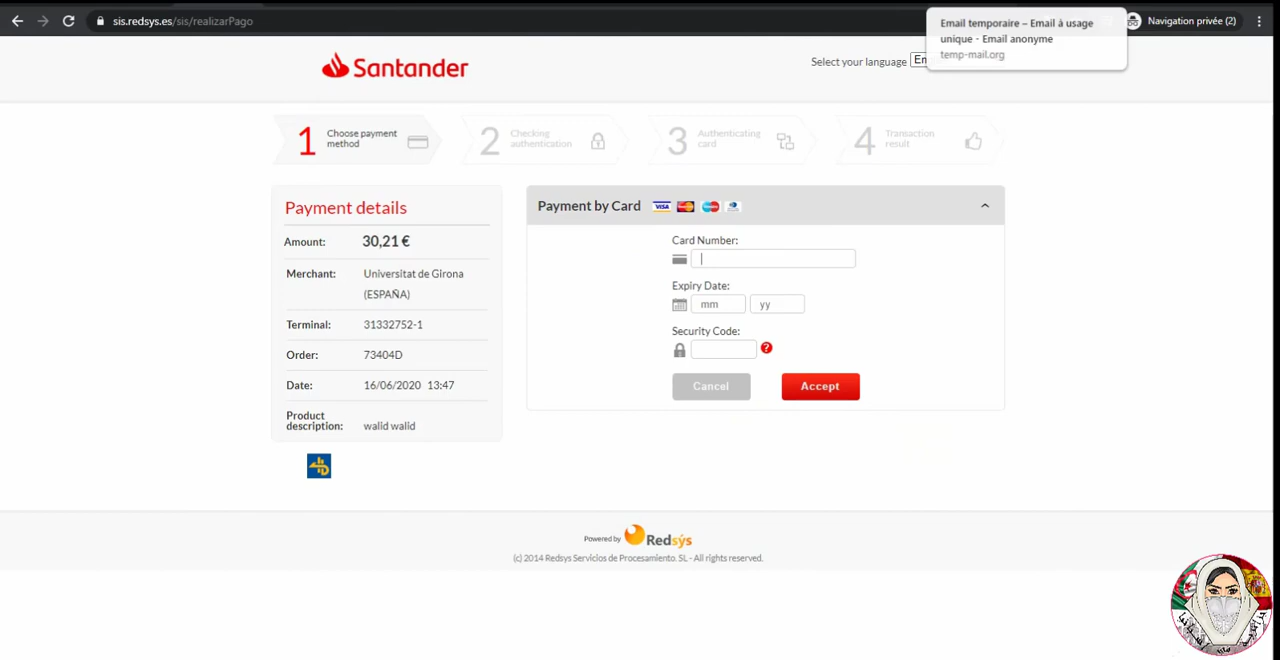 sis.redsys.es/sis/realizarPago
Email temporaire – Email à usage
unique - Email anonyme
temp-mail.org
Navigation privée (2)
Santander
Select your language
1 Choose payment
method
2 Checking
authentication
3 Authenticating
card
4 Transaction
result
Payment details
Amount: 30,21 €
Merchant: Universitat de Girona
(ESPAÑA)
Terminal: 31332752-1
Order: 73404D
Date: 16/06/2020 13:47
Product
description: walid walid
Payment by Card VISA
Card Number:
Expiry Date:
mm yy
Security Code:
?
Cancel Accept
Powered by Redsýs
(c) 2014 Redsys Servicios de Procesamiento. SL - All rights reserved.